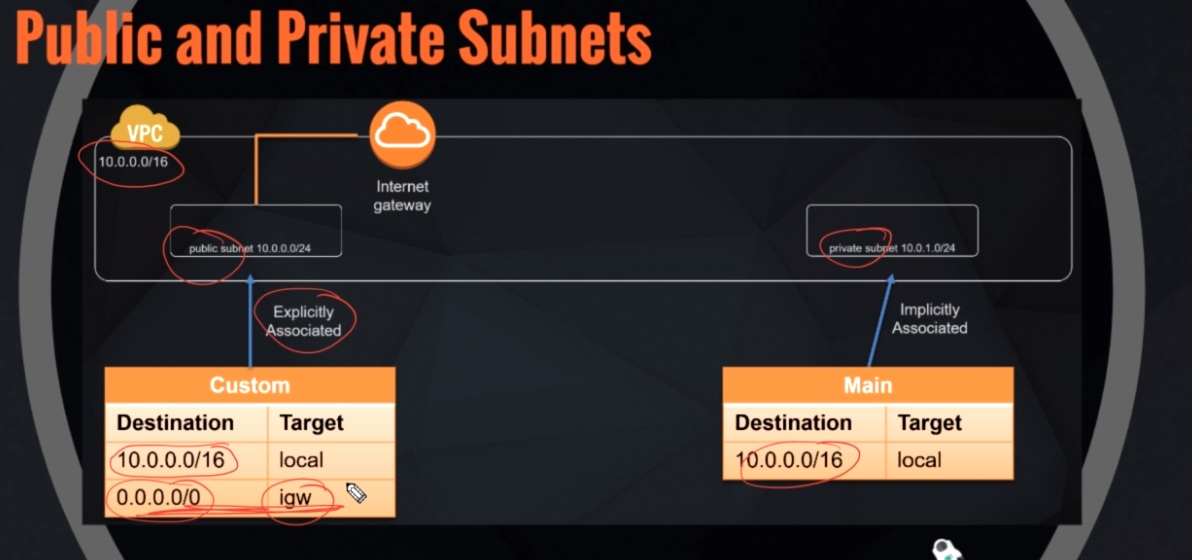 Public and Private Subnets
VPC
10.0.0.0/16
Internet
gateway
public subnet 10.0.0.0/24
private subnet 10.0.1.0/24
Explicitly
Associated
Implicitly
Associated
Custom
Destination Target
10.0.0.0/16 local
0.0.0.0/0 igw
Main
Destination Target
10.0.0.0/16 local